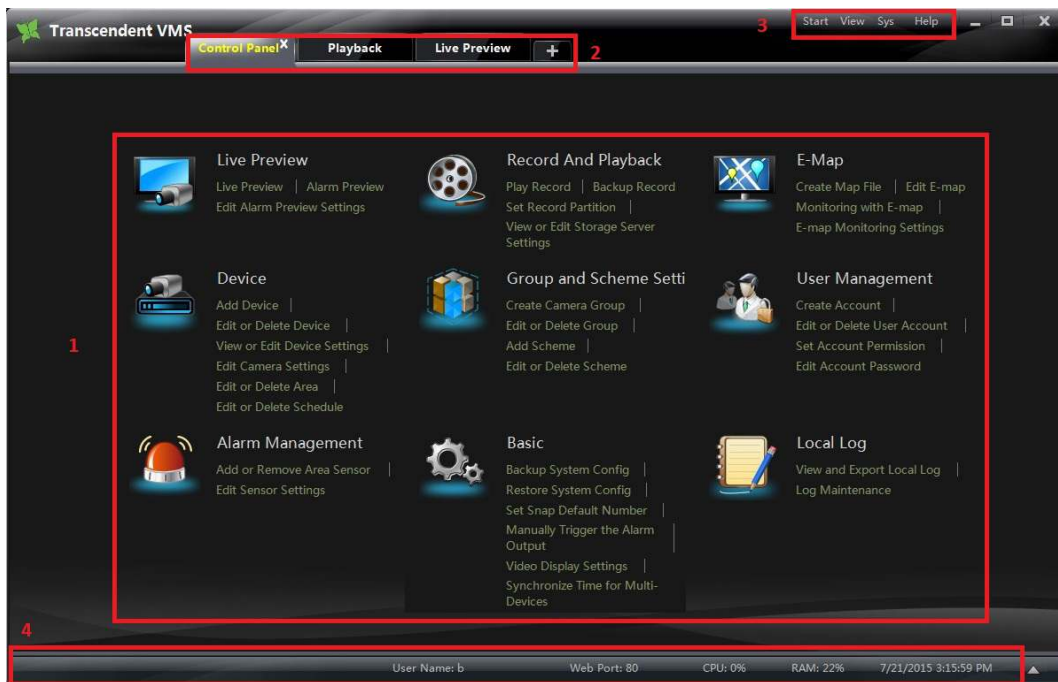 Transcendent VMS
Start View Sys Help
3
Control Panel X
Playback
Live Preview
+
2
1
Live Preview
Live Preview | Alarm Preview
Edit Alarm Preview Settings
Record And Playback
Play Record | Backup Record
Set Record Partition |
View or Edit Storage Server
Settings
E-Map
Create Map File | Edit E-map
Monitoring with E-map |
E-map Monitoring Settings
Device
Add Device |
Edit or Delete Device |
View or Edit Device Settings |
Edit Camera Settings |
Edit or Delete Area |
Edit or Delete Schedule
Group and Scheme Setti
Create Camera Group |
Edit or Delete Group |
Add Scheme |
Edit or Delete Scheme
User Management
Create Account |
Edit or Delete User Account |
Set Account Permission |
Edit Account Password
Alarm Management
Add or Remove Area Sensor |
Edit Sensor Settings
Basic
Backup System Config |
Restore System Config |
Set Snap Default Number |
Manually Trigger the Alarm
Output |
Video Display Settings |
Synchronize Time for Multi-
Devices
Local Log
View and Export Local Log |
Log Maintenance
4
User Name: b
Web Port: 80
CPU: 0%
RAM: 22%
7/21/2015 3:15:59 PM